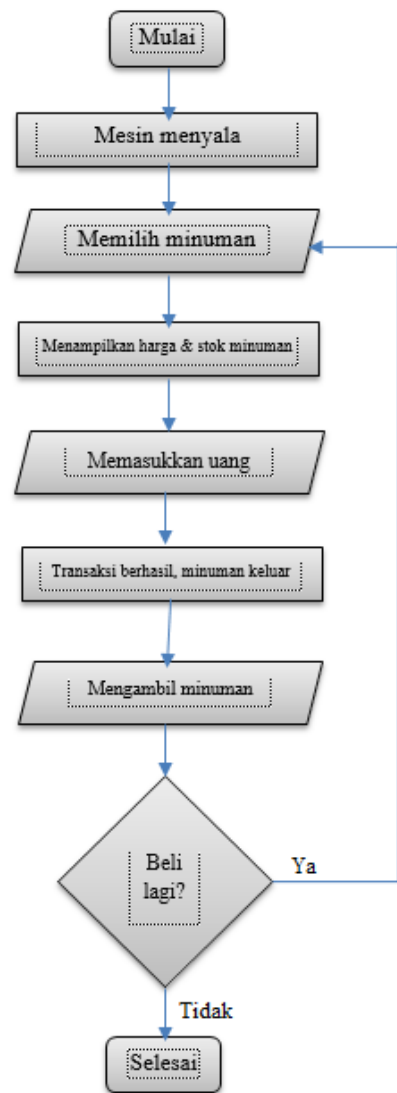 Mulai
Mesin menyala
Memilih minuman
Menampilkan harga & stok minuman
Memasukkan uang
Transaksi berhasil, minuman keluar
Mengambil minuman
Beli
lagi?
Ya
Tidak
Selesai